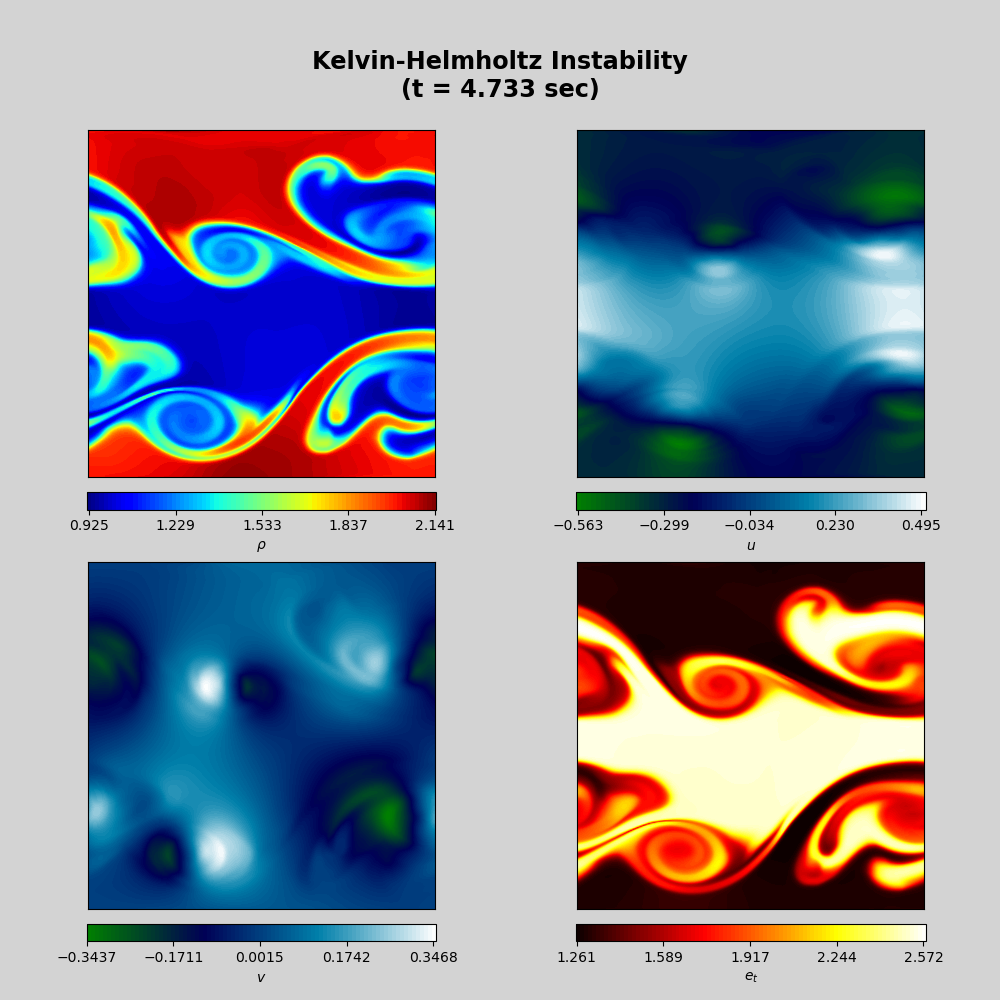 Kelvin-Helmholtz Instability
(t = 4.733 sec)
0.925 1.229 1.533 1.837 2.141
ρ
−0.563 −0.299 −0.034 0.230 0.495
u
−0.3437 −0.1711 0.0015 0.1742 0.3468
v
1.261 1.589 1.917 2.244 2.572
e_t